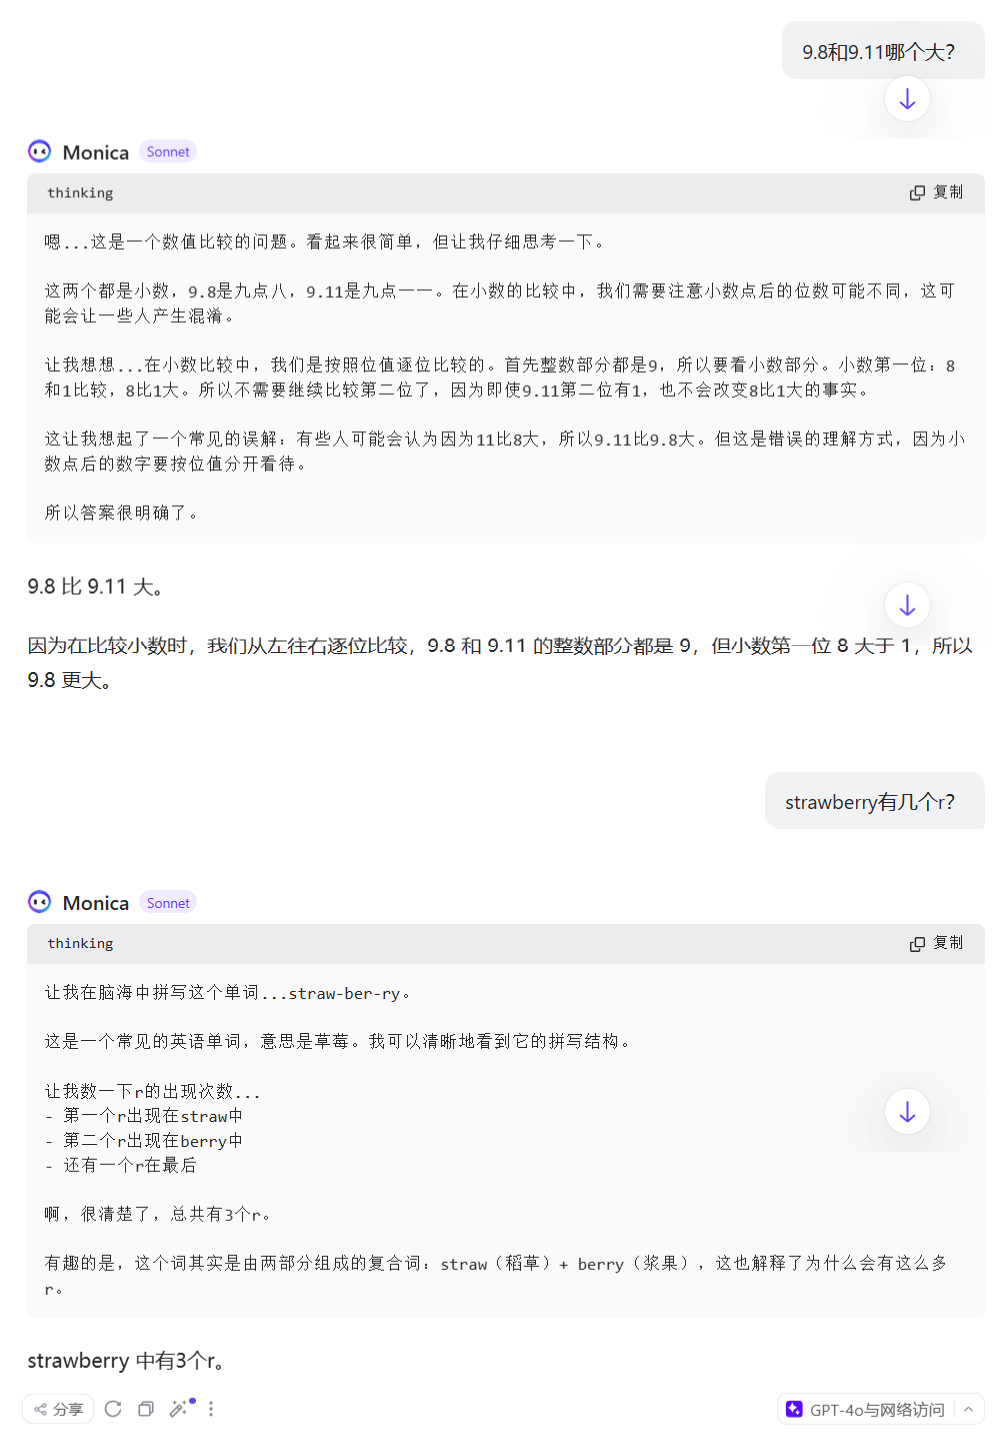 9.8和9.11哪个大?
Monica Sonnet
thinking 复制
嗯...这是一个数值比较的问题。看起来很简单，但让我仔细思考一下。
这两个都是小数，9.8是九点八，9.11是九点一一。在小数的比较中，我们需要注意小数点后的位数可能不同，这可
能会让一些人产生混淆。
让我想想...在小数比较中，我们是按照位值逐位比较的。首先整数部分都是9，所以要看小数部分。小数第一位：8
和1比较，8比1大。所以不需要继续比较第二位了，因为即使9.11第二位有1，也不会改变8比1大的事实。
这让我想起了一个常见的误解：有些人可能会认为因为11比8大，所以9.11比9.8大。但这是错误的理解方式，因为小
数点后的数字要按位值分开看待。
所以答案很明确了。
9.8 比 9.11 大。
因为在比较小数时，我们从左往右逐位比较，9.8 和 9.11 的整数部分都是 9，但小数第一位 8 大于 1，所以
9.8 更大。
strawberry有几个r?
Monica Sonnet
thinking 复制
让我在脑海中拼写这个单词...straw-ber-ry。
这是一个常见的英语单词，意思是草莓。我可以清晰地看到它的拼写结构。
让我数一下r的出现次数...
- 第一个r出现在straw中
- 第二个r出现在berry中
- 还有一个r在最后
啊，很清楚了，总共有3个r。
有趣的是，这个词其实是由两部分组成的复合词：straw（稻草）+ berry（浆果），这也解释了为什么会有这么多
r。
strawberry 中有3个r。
分享 GPT-4o与网络访问